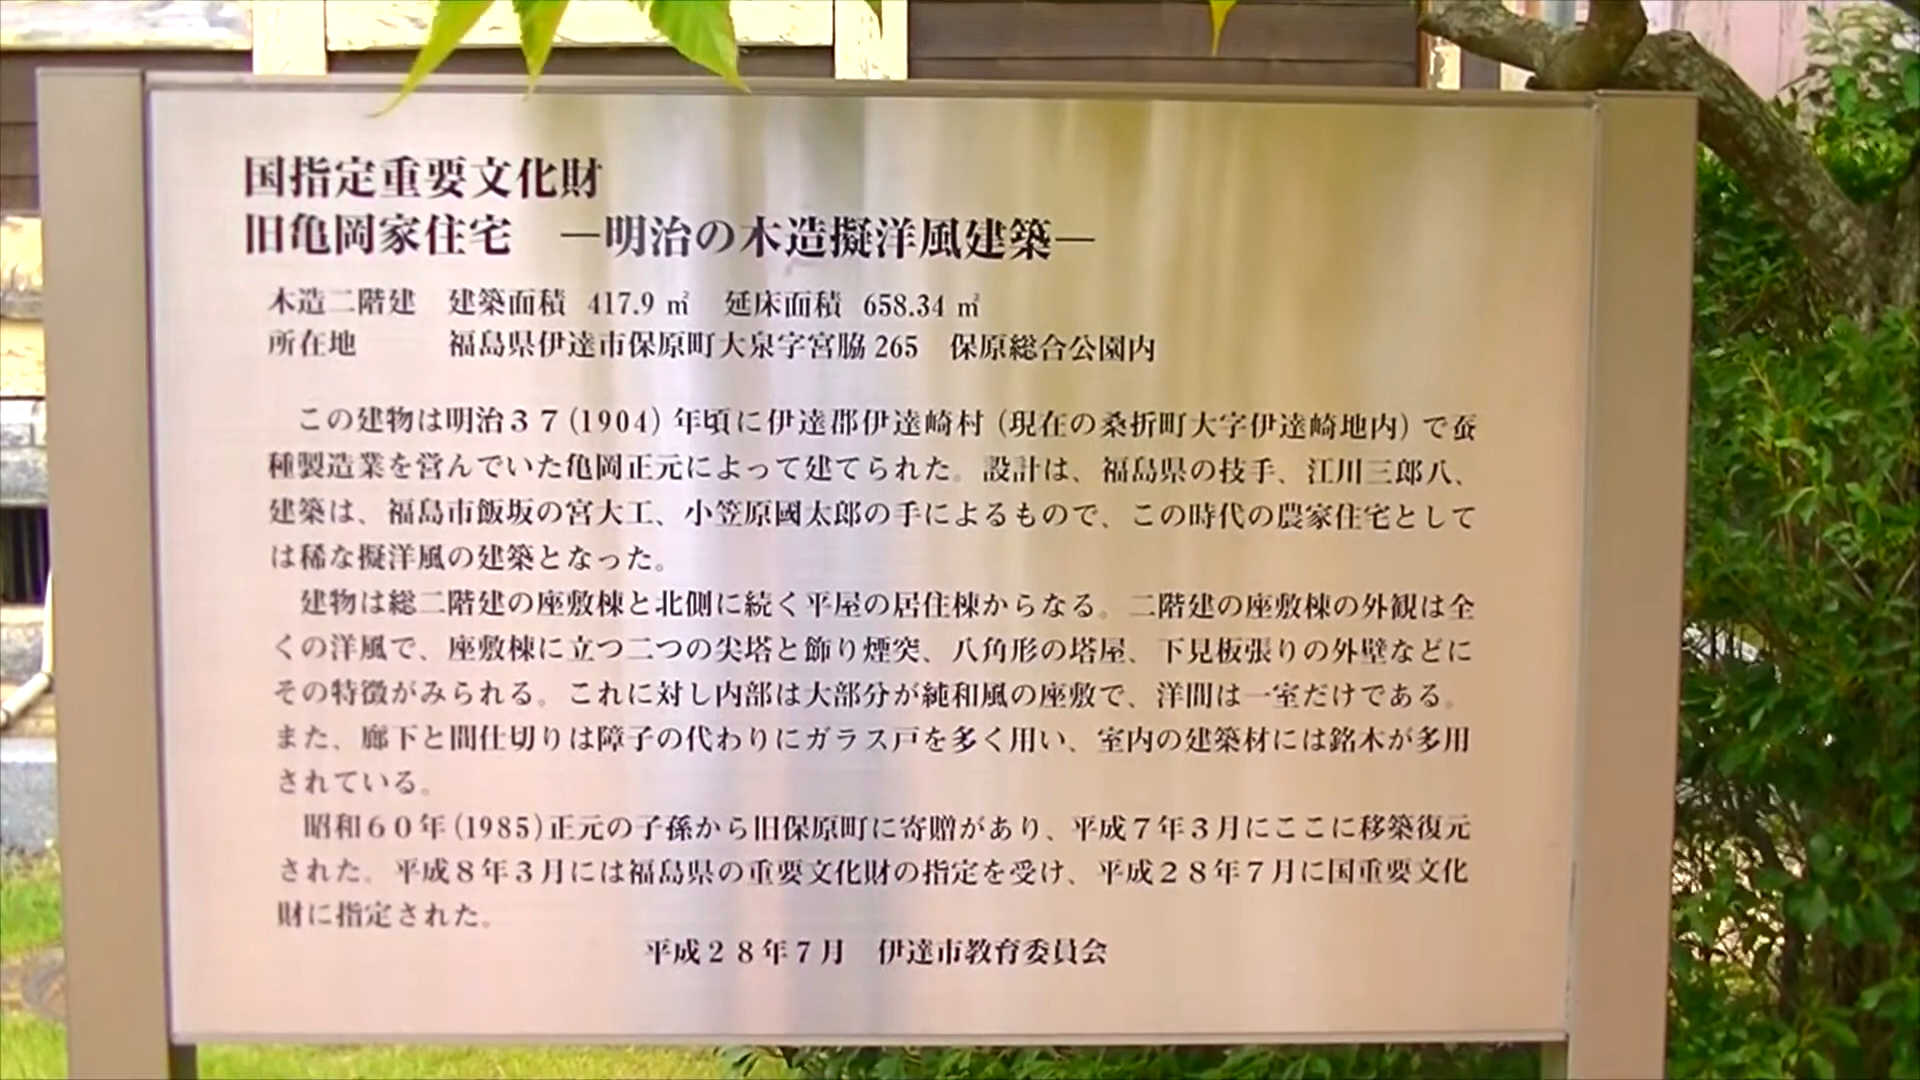 国指定重要文化財
旧亀岡家住宅　―明治の木造擬洋風建築―
木造二階建　建築面積 417.9 ㎡　延床面積 658.34 ㎡
所在地　福島県伊達市保原町大泉字宮脇 265　保原総合公園内
この建物は明治３７(1904) 年頃に伊達郡伊達崎村 (現在の桑折町大字伊達崎地内) で蚕
種製造業を営んでいた亀岡正元によって建てられた。設計は、福島県の技手、江川三郎八、
建築は、福島市飯坂の宮大工、小笠原國太郎の手によるもので、この時代の農家住宅として
は稀な擬洋風の建築となった。
建物は総二階建の座敷棟と北側に続く平屋の居住棟からなる。二階建の座敷棟の外観は全
くの洋風で、座敷棟に立つ二つの尖塔と飾り煙突、八角形の塔屋、下見板張りの外壁などに
その特徴がみられる。これに対し内部は大部分が純和風の座敷で、洋間は一室だけである。
また、廊下と間仕切りは障子の代わりにガラス戸を多く用い、室内の建築材には銘木が多用
されている。
昭和６０年(1985)正元の子孫から旧保原町に寄贈があり、平成７年３月にここに移築復元
された。平成８年３月には福島県の重要文化財の指定を受け、平成２８年７月に国重要文化
財に指定された。
平成２８年７月　伊達市教育委員会